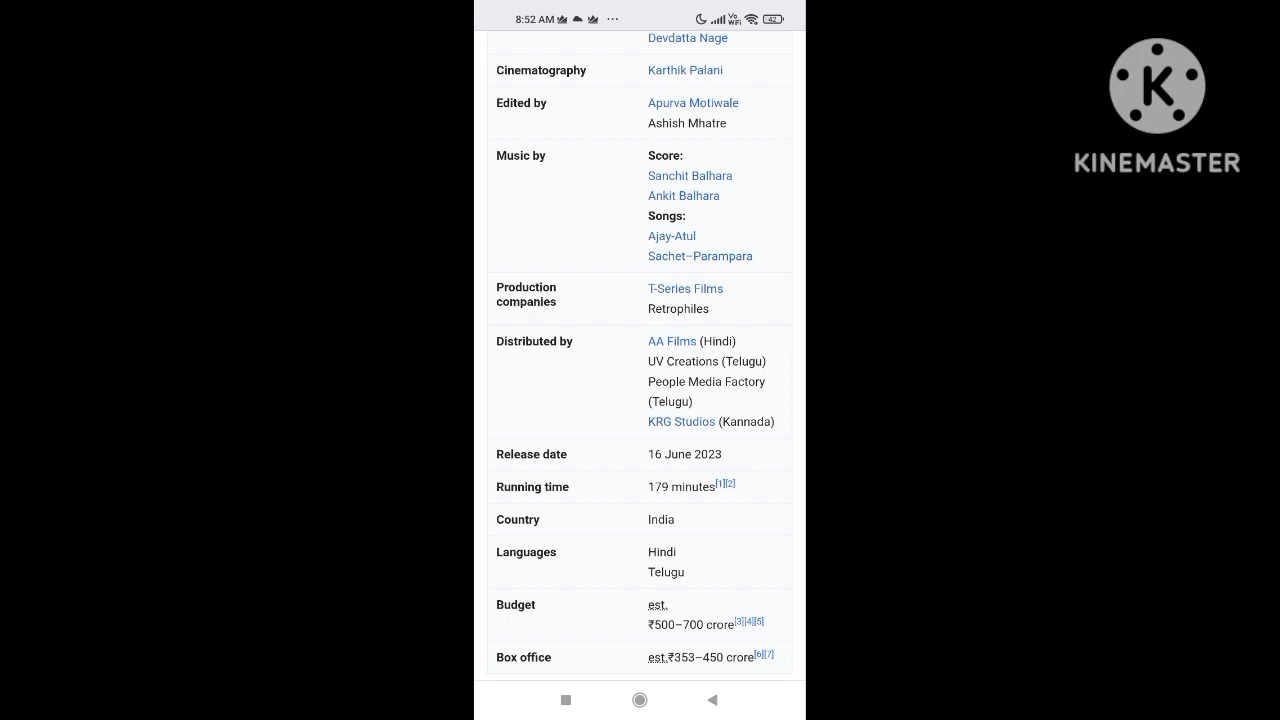 8:52 AM
Vo
WiFi
42
Devdatta Nage
Cinematography
Karthik Palani
Edited by
Apurva Motiwale
Ashish Mhatre
Music by
Score:
Sanchit Balhara
Ankit Balhara
Songs:
Ajay-Atul
Sachet–Parampara
Production
companies
T-Series Films
Retrophiles
Distributed by
AA Films (Hindi)
UV Creations (Telugu)
People Media Factory
(Telugu)
KRG Studios (Kannada)
Release date
16 June 2023
Running time
179 minutes[1][2]
Country
India
Languages
Hindi
Telugu
Budget
est.
₹500–700 crore[3][4][5]
Box office
est.₹353–450 crore[6][7]
K
KINEMASTER